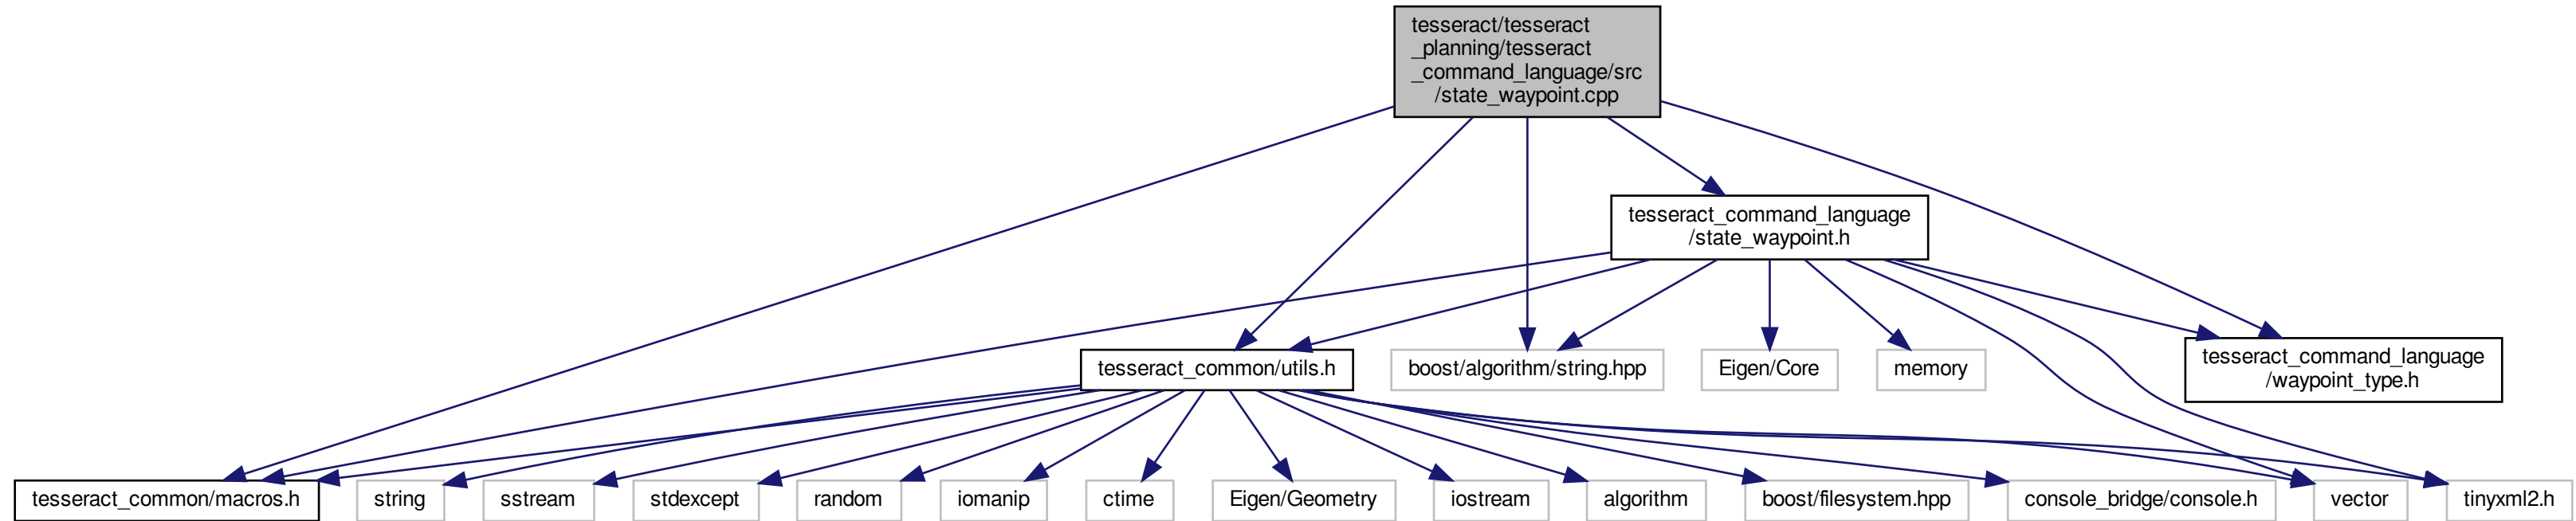 tesseract/tesseract
_planning/tesseract
_command_language/src
/state_waypoint.cpp
tesseract_command_language
/state_waypoint.h
tesseract_common/utils.h
boost/algorithm/string.hpp
Eigen/Core
memory
tesseract_command_language
/waypoint_type.h
tesseract_common/macros.h
string
sstream
stdexcept
random
iomanip
ctime
Eigen/Geometry
iostream
algorithm
boost/filesystem.hpp
console_bridge/console.h
vector
tinyxml2.h